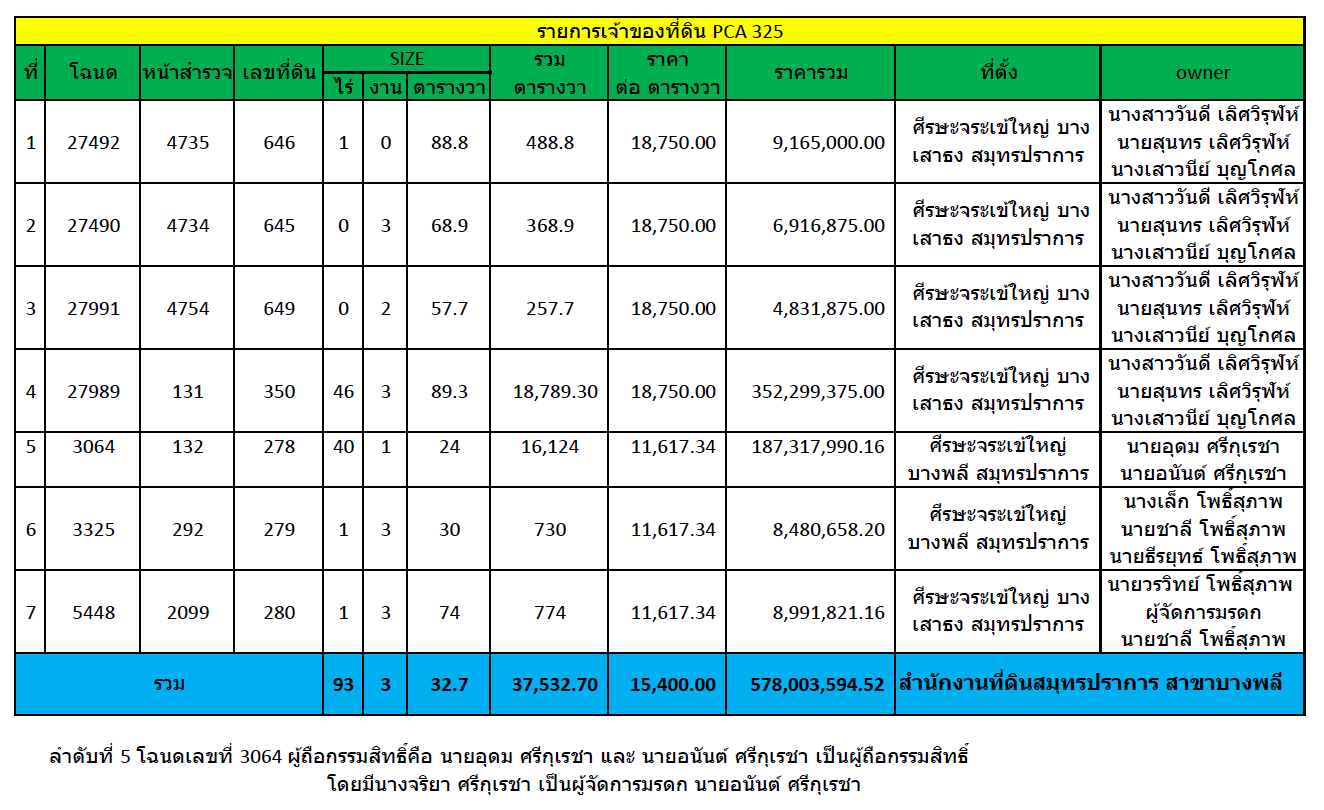 รายการเจ้าของที่ดิน PCA 325
ที่ โฉนด หน้าสำรวจ เลขที่ดิน SIZE รวม ราคา ราคารวม ที่ตั้ง owner
ไร่ งาน ตารางวา ตารางวา ต่อ ตารางวา
นางสาววันดี เลิศวิรุฬห์
1 27492 4735 646 1 0 88.8 488.8 18,750.00 9,165,000.00 ศีรษะจระเข้ใหญ่ บาง นายสุนทร เลิศวิรุฬห์
เสาธง สมุทรปราการ นางเสาวนีย์ บุญโกศล
นางสาววันดี เลิศวิรุฬห์
2 27490 4734 645 0 3 68.9 368.9 18,750.00 6,916,875.00 ศีรษะจระเข้ใหญ่ บาง นายสุนทร เลิศวิรุฬห์
เสาธง สมุทรปราการ นางเสาวนีย์ บุญโกศล
นางสาววันดี เลิศวิรุฬห์
3 27991 4754 649 0 2 57.7 257.7 18,750.00 4,831,875.00 ศีรษะจระเข้ใหญ่ บาง นายสุนทร เลิศวิรุฬห์
เสาธง สมุทรปราการ นางเสาวนีย์ บุญโกศล
นางสาววันดี เลิศวิรุฬห์
4 27989 131 350 46 3 89.3 18,789.30 18,750.00 352,299,375.00 ศีรษะจระเข้ใหญ่ บาง นายสุนทร เลิศวิรุฬห์
เสาธง สมุทรปราการ นางเสาวนีย์ บุญโกศล
5 3064 132 278 40 1 24 16,124 11,617.34 187,317,990.16 ศีรษะจระเข้ใหญ่ นายอุดม ศรีกุเรชา
บางพลี สมุทรปราการ นายอนันต์ ศรีกุเรชา
นางเล็ก โพธิ์สุภาพ
6 3325 292 279 1 3 30 730 11,617.34 8,480,658.20 ศีรษะจระเข้ใหญ่ นายชาลี โพธิ์สุภาพ
บางพลี สมุทรปราการ นายธีรยุทธ์ โพธิ์สุภาพ
นายวรวิทย์ โพธิ์สุภาพ
7 5448 2099 280 1 3 74 774 11,617.34 8,991,821.16 ศีรษะจระเข้ใหญ่ บาง ผู้จัดการมรดก
เสาธง สมุทรปราการ นายชาลี โพธิ์สุภาพ
รวม 93 3 32.7 37,532.70 15,400.00 578,003,594.52 สำนักงานที่ดินสมุทรปราการ สาขาบางพลี
ลำดับที่ 5 โฉนดเลขที่ 3064 ผู้ถือกรรมสิทธิ์คือ นายอุดม ศรีกุเรชา และ นายอนันต์ ศรีกุเรชา เป็นผู้ถือกรรมสิทธิ์
โดยมีนางจริยา ศรีกุเรชา เป็นผู้จัดการมรดก นายอนันต์ ศรีกุเรชา